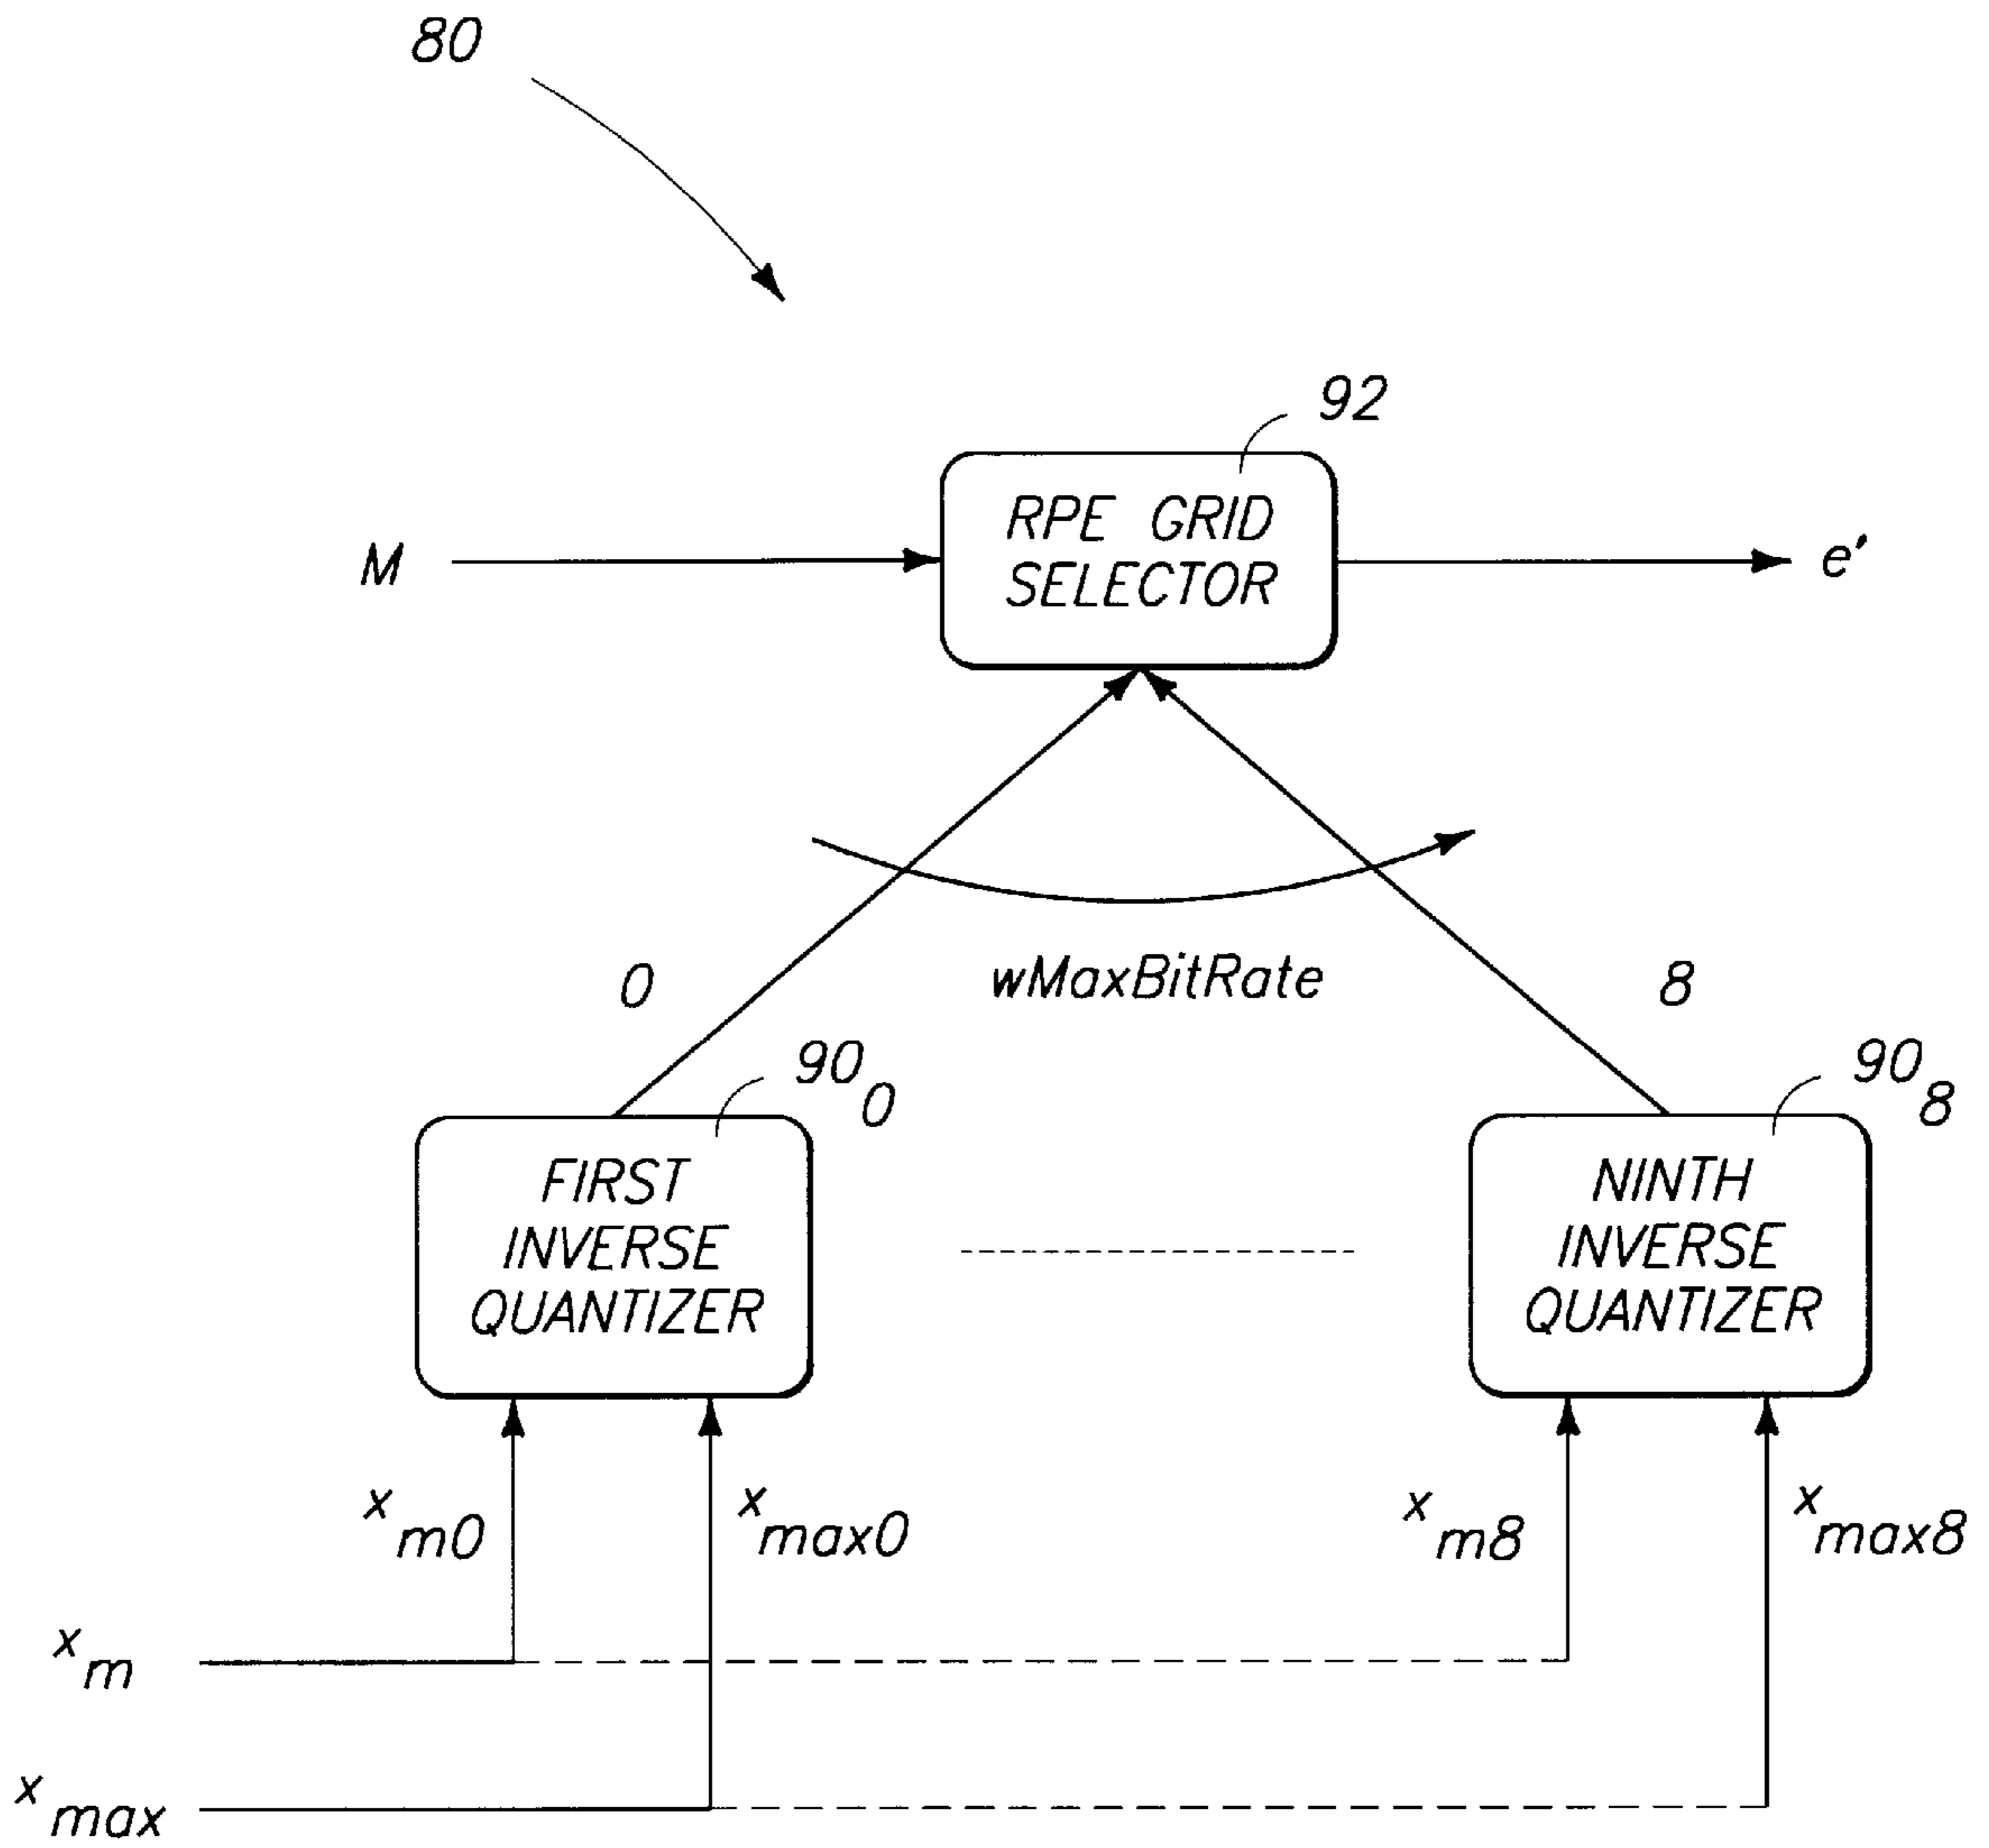 80
92
RPE GRID
SELECTOR
M
e'
0
wMaxBitRate
8
90 0
90 8
FIRST
INVERSE
QUANTIZER
NINTH
INVERSE
QUANTIZER
x m0
x max0
x m8
x max8
x m
x max